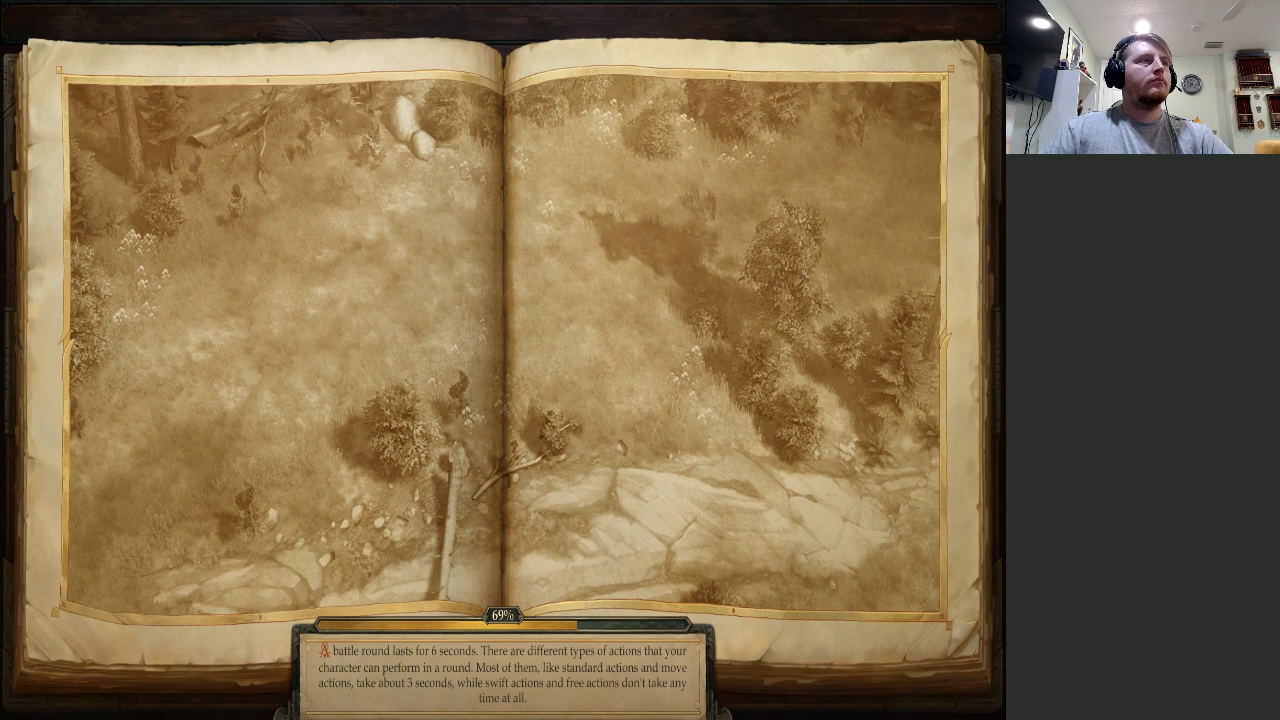 69%
A battle round lasts for 6 seconds. There are different types of actions that your
character can perform in a round. Most of them, like standard actions and move
actions, take about 3 seconds, while swift actions and free actions don't take any
time at all.